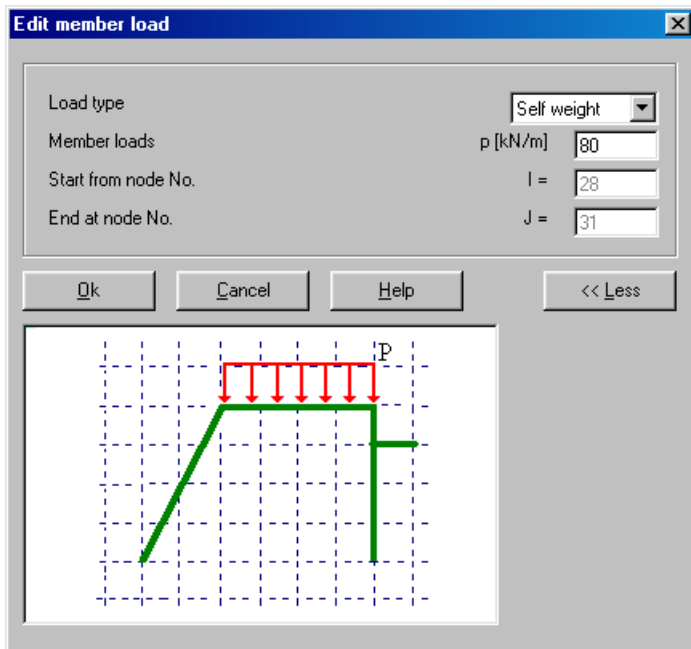 Edit member load
Load type Self weight
Member loads p [kN/m] 80
Start from node No. I = 28
End at node No. J = 31
Ok Cancel Help << Less
P